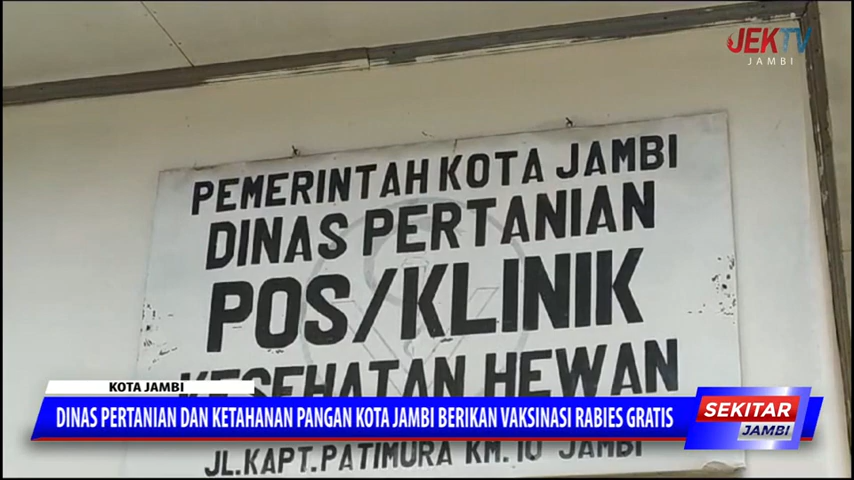 JEKTV
JAMBI
PEMERINTAH KOTA JAMBI
DINAS PERTANIAN
POS/KLINIK
KESEHATAN HEWAN
KOTA JAMBI
DINAS PERTANIAN DAN KETAHANAN PANGAN KOTA JAMBI BERIKAN VAKSINASI RABIES GRATIS
SEKITAR
JAMBI
JL.KAPT.PATIMURA KM.10 JAMBI